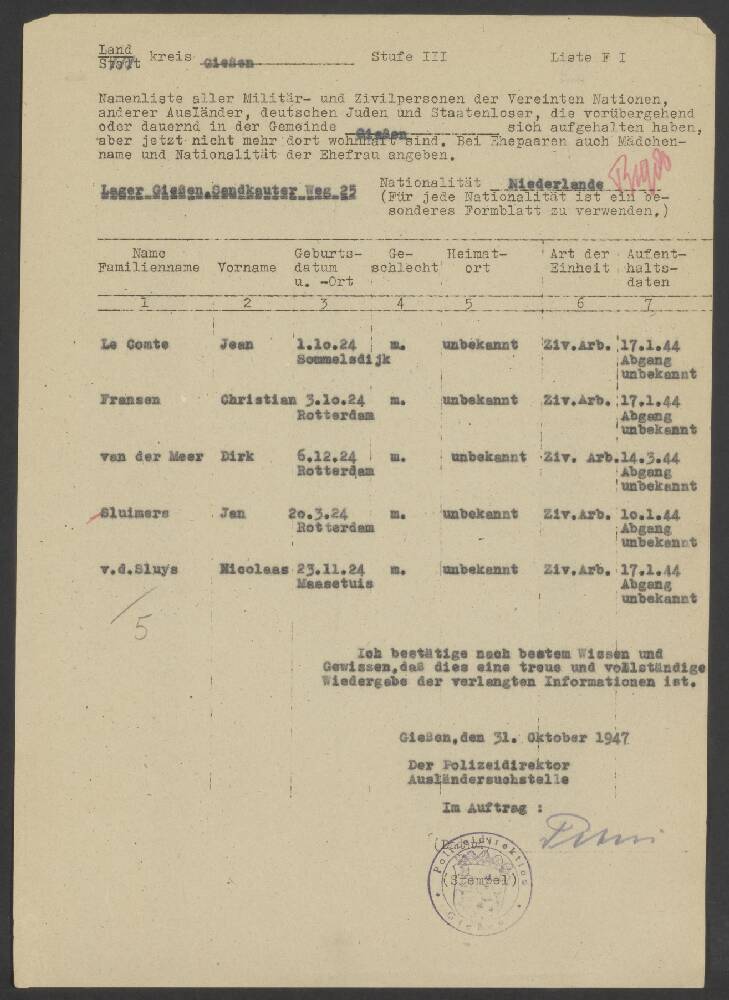 Land
Stadt kreis Gießen Stufe III Liste F I
Namenliste aller Militär- und Zivilpersonen der Vereinten Nationen,
anderer Ausländer, deutschen Juden und Staatenloser, die vorübergehend
oder dauernd in der Gemeinde Gießen sich aufgehalten haben,
aber jetzt nicht mehr dort wohnhaft sind. Bei Ehepaaren auch Mädchen-
name und Nationalität der Ehefrau angeben.
Lager Gießen.Sandkauter Weg 25
Nationalität Niederlande
(Für jede Nationalität ist ein be-
sonderes Formblatt zu verwenden.)
Name Geburts- Ge- Heimat- Art der Aufent-
Familienname Vorname datum schlecht ort Einheit halts-
u. -Ort daten
1 2 3 4 5 6 7
Le Comte Jean 1.1o.24 m. unbekannt Ziv.Arb. 17.1.44
Sommelsdijk Abgang
unbekannt
Fransen Christian 3.1o.24 m. unbekannt Ziv.Arb. 17.1.44
Rotterdam Abgang
unbekannt
van der Meer Dirk 6.12.24 m. unbekannt Ziv. Arb. 14.3.44
Rotterdam Abgang
unbekannt
Sluimers Jan 2o.3.24 m. unbekannt Ziv.Arb. 1o.1.44
Rotterdam Abgang
unbekannt
v.d.Sluys Nicolaas 23.11.24 m. unbekannt Ziv.Arb. 17.1.44
Maasetuis Abgang
unbekannt
5
Ich bestätige nach bestem Wissen und
Gewissen,daß dies eine treue und vollständige
Wiedergabe der verlangten Informationen ist.
Gießen,den 31. Oktober 1947
Der Polizeidirektor
Ausländersuchstelle
Im Auftrag :
Polizeidirektion
(Stempel)
Gießen